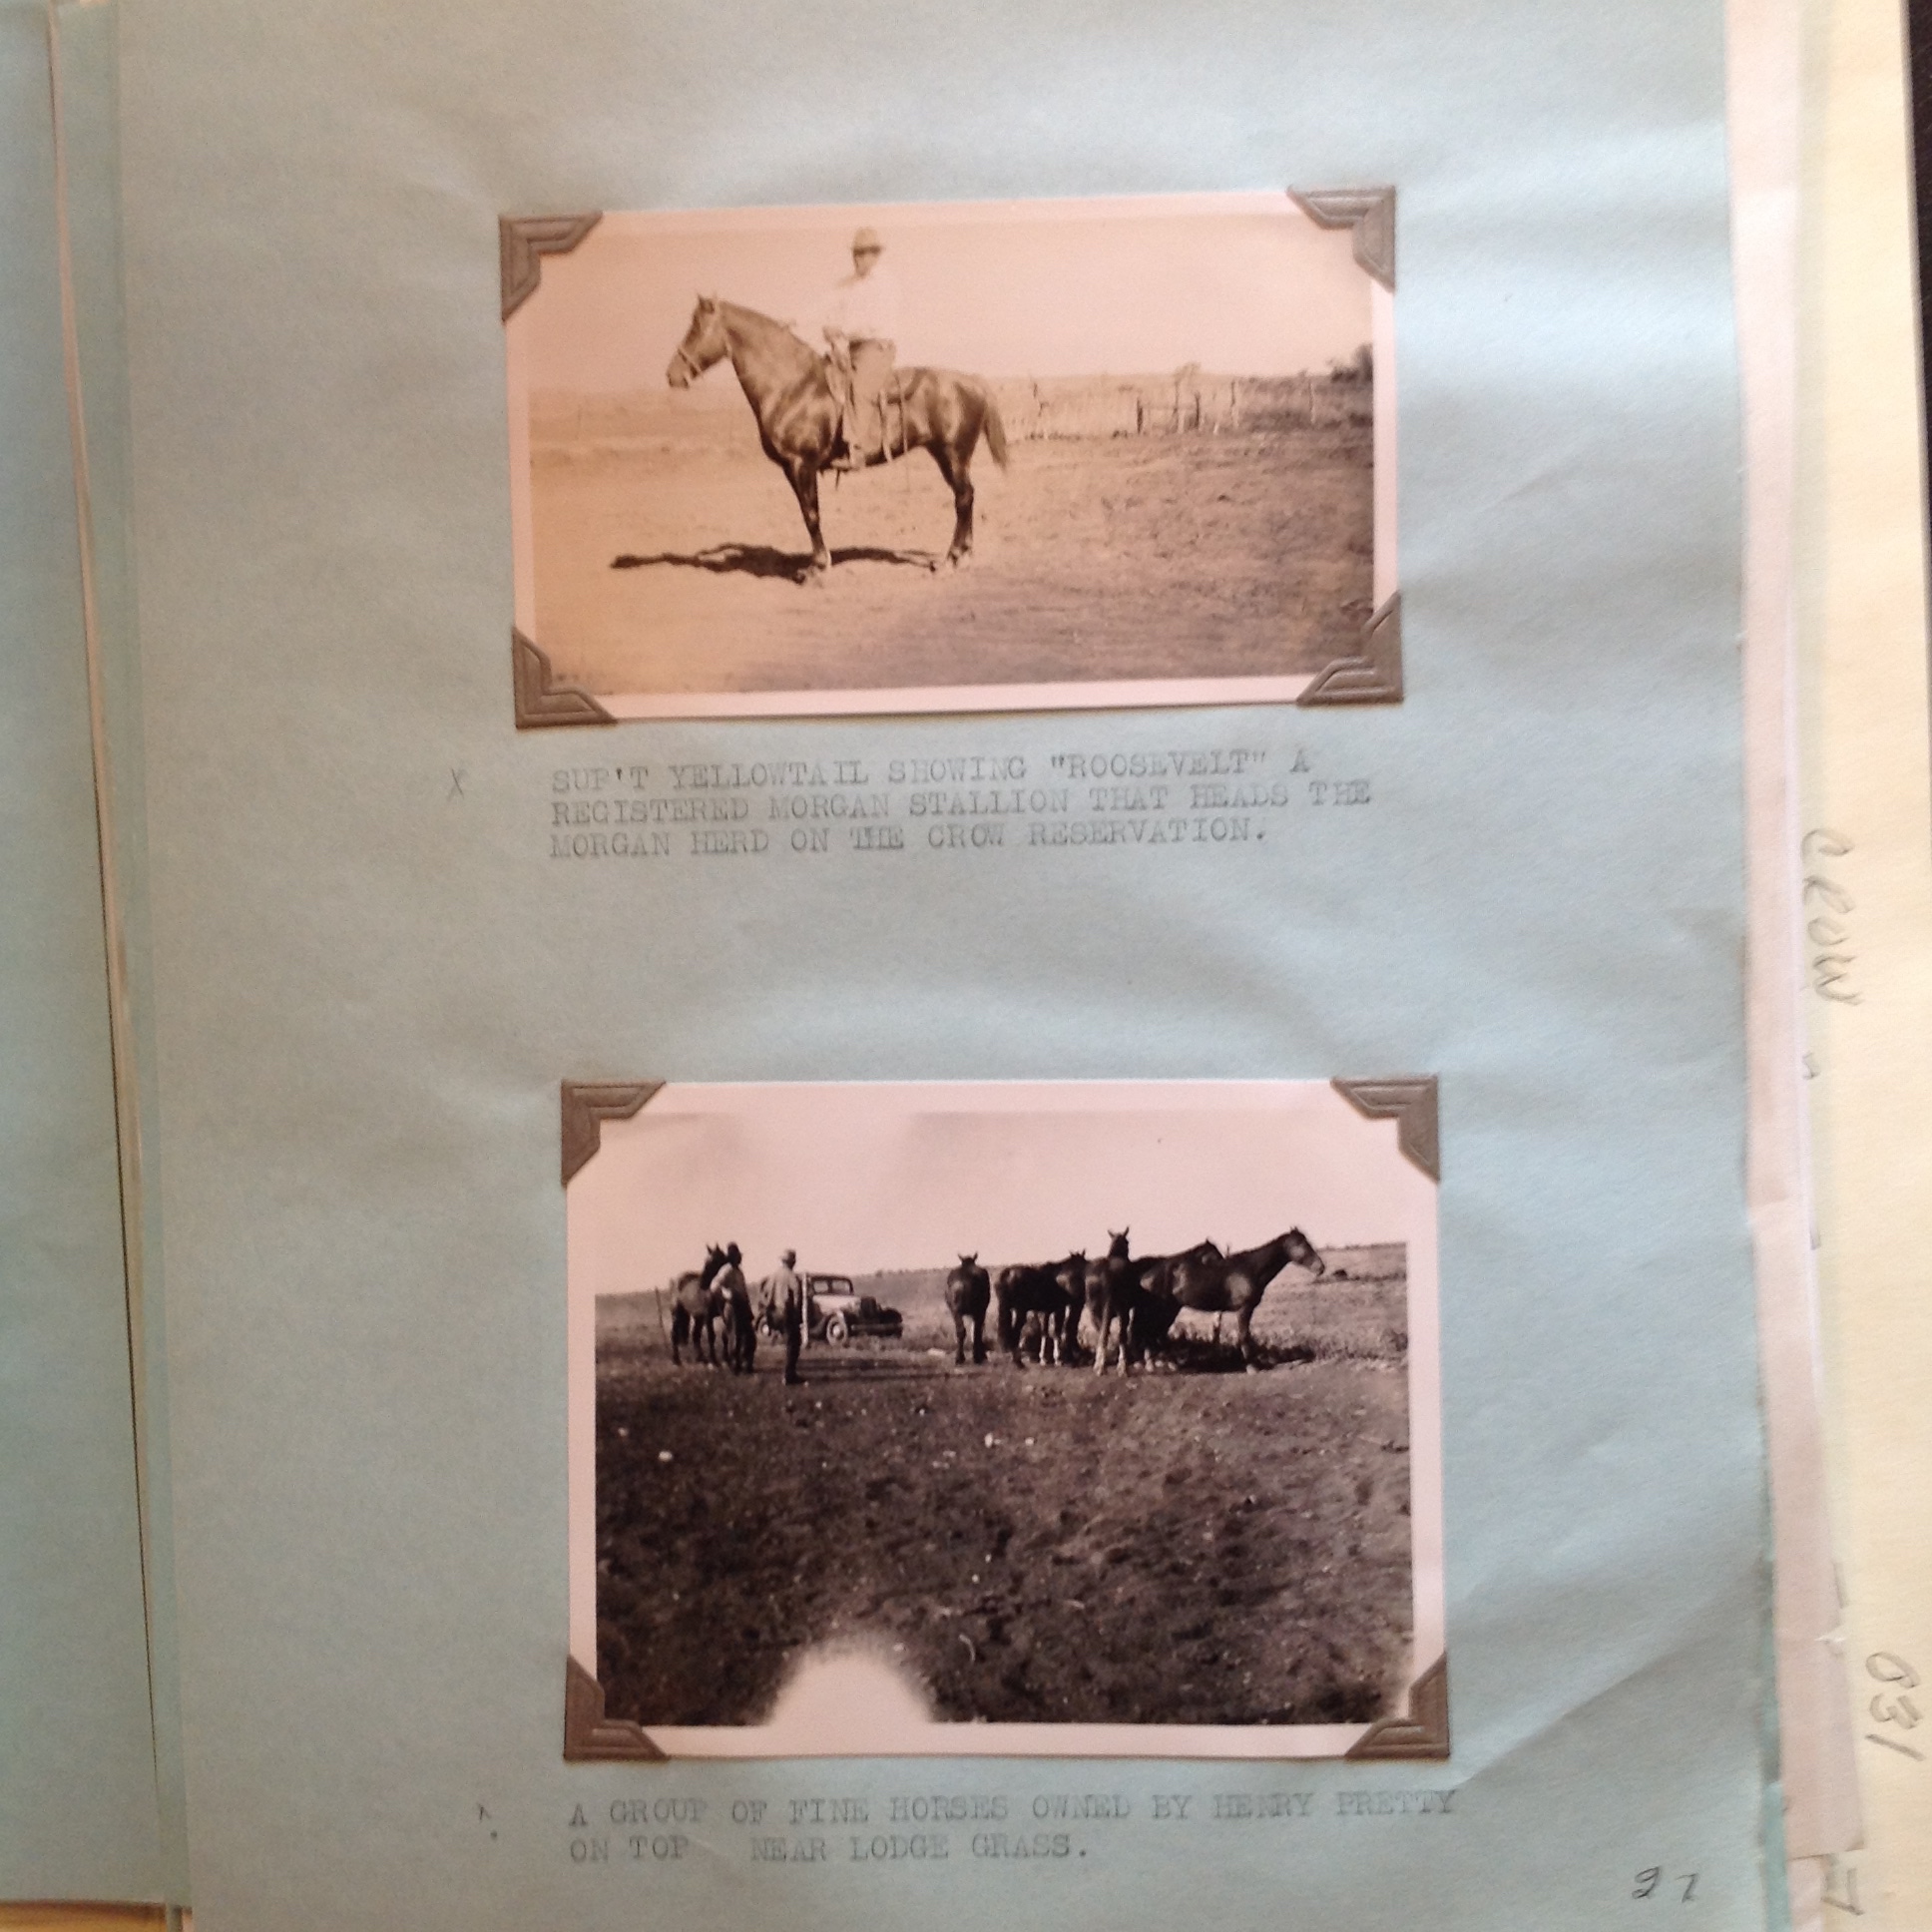 X
SUP'T YELLOWTAIL SHOWING "ROOSEVELT" A
REGISTERED MORGAN STALLION THAT HEADS THE
MORGAN HERD ON THE CROW RESERVATION.
A GROUP OF FINE HORSES OWNED BY HENRY PRETTY
ON TOP   NEAR LODGE GRASS.
27
CROW
031